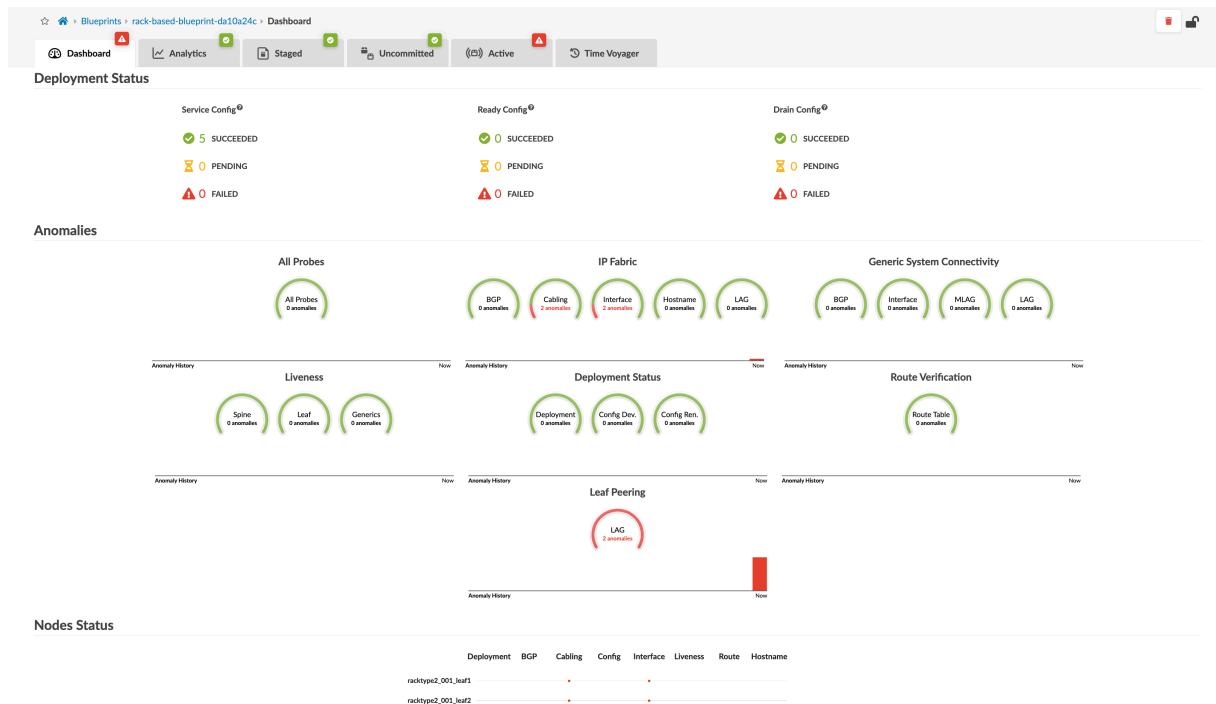 Blueprints rack-based-blueprint-da10a24c Dashboard
Dashboard Analytics Staged Uncommitted Active Time Voyager
Deployment Status
Service Config Ready Config Drain Config
5 SUCCEEDED 0 SUCCEEDED 0 SUCCEEDED
0 PENDING 0 PENDING 0 PENDING
0 FAILED 0 FAILED 0 FAILED
Anomalies
All Probes IP Fabric Generic System Connectivity
All Probes BGP Cabling Interface Hostname LAG BGP Interface MLAG LAG
0 anomalies 0 anomalies 2 anomalies 2 anomalies 0 anomalies 0 anomalies 0 anomalies 0 anomalies 0 anomalies 0 anomalies
Anomaly History Now Anomaly History Now Anomaly History Now
Liveness Deployment Status Route Verification
Spine Leaf Generics Deployment Config Dev. Config Ren. Route Table
0 anomalies 0 anomalies 0 anomalies 0 anomalies 0 anomalies 0 anomalies 0 anomalies
Anomaly History Now Anomaly History Now Anomaly History Now
Leaf Peering
LAG
2 anomalies
Anomaly History Now
Nodes Status
Deployment BGP Cabling Config Interface Liveness Route Hostname
racktype2_001_leaf1
racktype2_001_leaf2